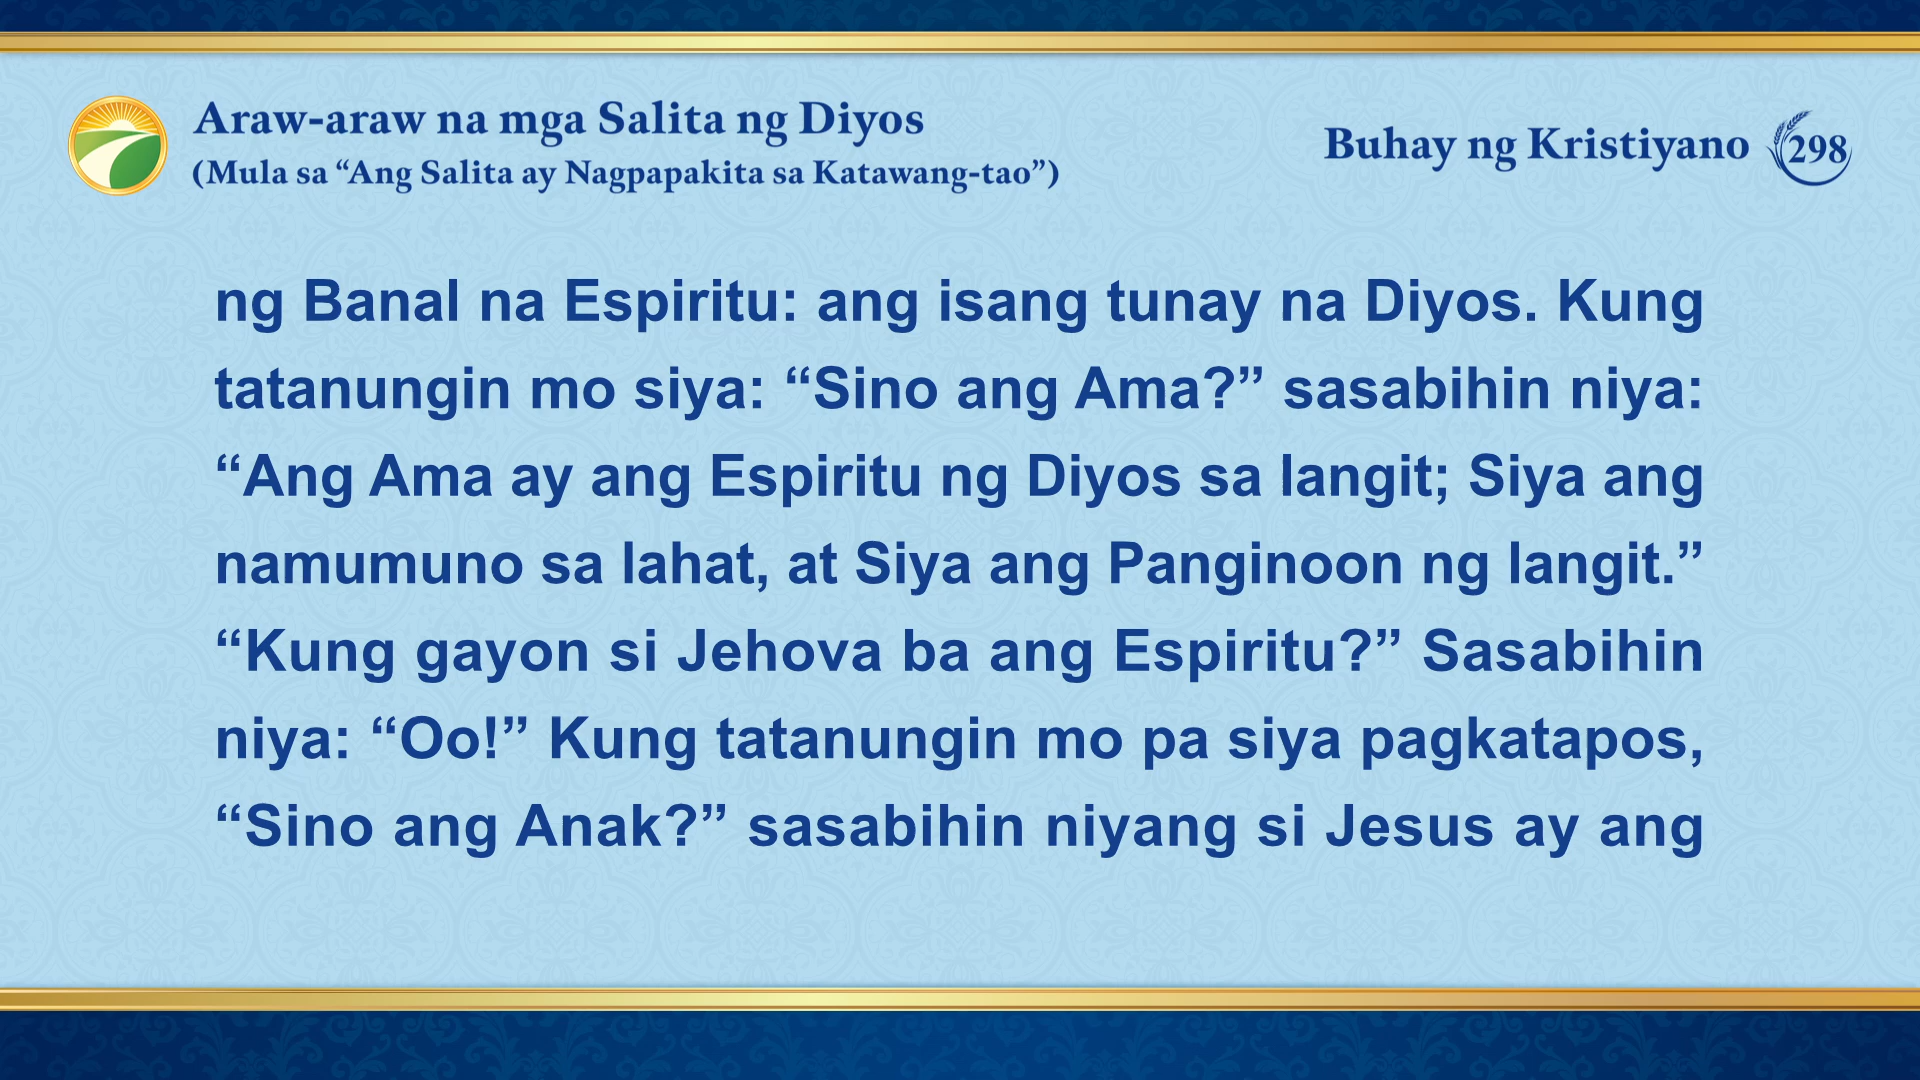 Araw-araw na mga Salita ng Diyos
(Mula sa “Ang Salita ay Nagpapakita sa Katawang-tao”)
Buhay ng Kristiyano 298
ng Banal na Espiritu: ang isang tunay na Diyos. Kung
tatanungin mo siya: “Sino ang Ama?” sasabihin niya:
“Ang Ama ay ang Espiritu ng Diyos sa langit; Siya ang
namumuno sa lahat, at Siya ang Panginoon ng langit.”
“Kung gayon si Jehova ba ang Espiritu?” Sasabihin
niya: “Oo!” Kung tatanungin mo pa siya pagkatapos,
“Sino ang Anak?” sasabihin niyang si Jesus ay ang